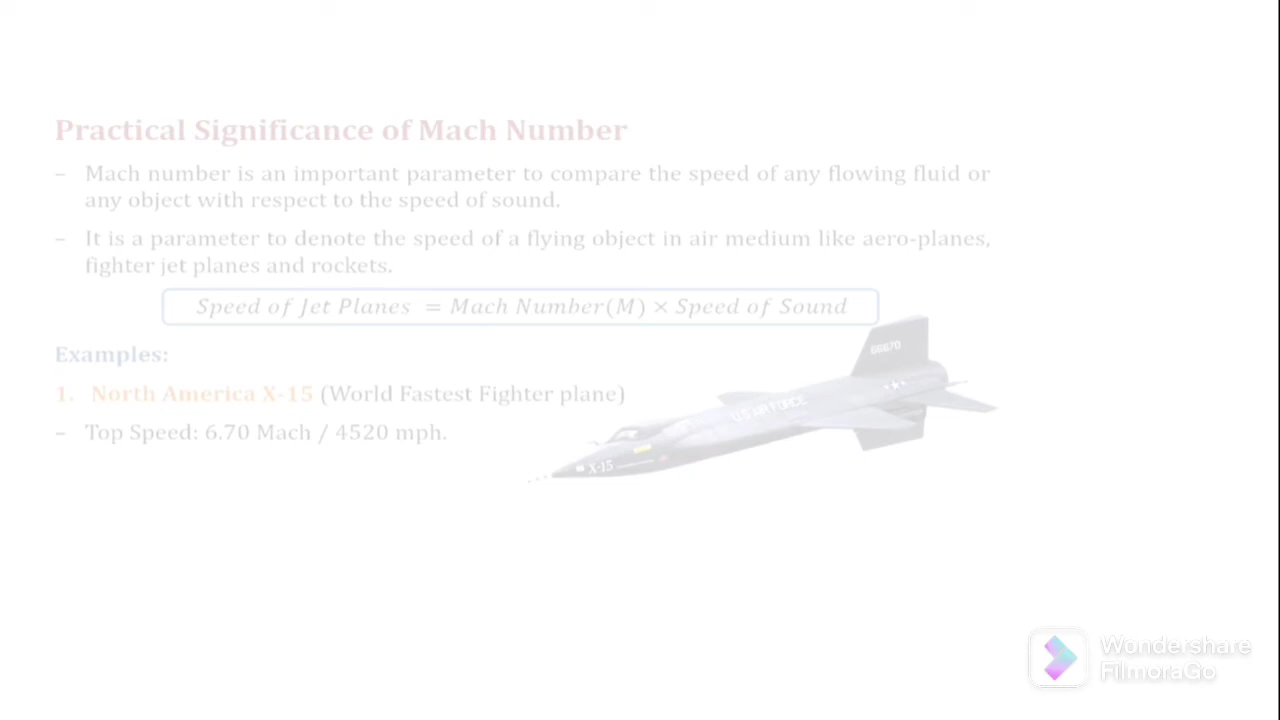 Practical Significance of Mach Number
– Mach number is an important parameter to compare the speed of any flowing fluid or
any object with respect to the speed of sound.
– It is a parameter to denote the speed of a flying object in air medium like aero-planes,
fighter jet planes and rockets.
Speed of Jet Planes = Mach Number(M) × Speed of Sound
66670
Examples:
1. North America X-15 (World Fastest Fighter plane)
U.S. AIR FORCE
– Top Speed: 6.70 Mach / 4520 mph.
X-15
Wondershare
FilmoraGo